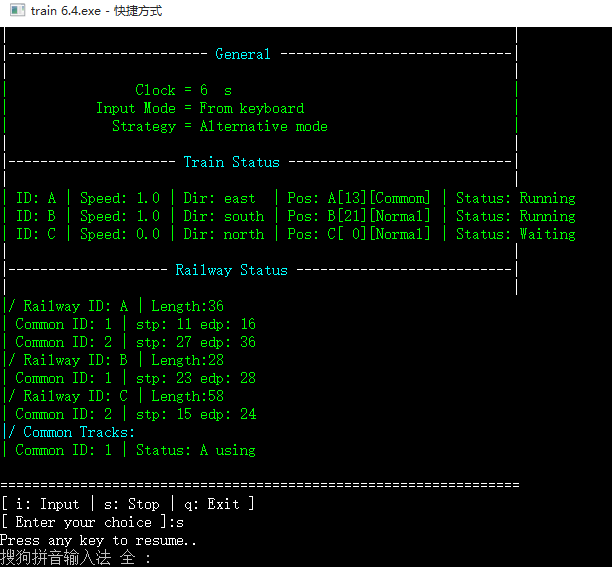 train 6.4.exe - 快捷方式
|------------------------- General -----------------------------|
Clock = 6 s
Input Mode = From keyboard
Strategy = Alternative mode
|--------------------- Train Status ----------------------------|
| ID: A | Speed: 1.0 | Dir: east | Pos: A[13][Commom] | Status: Running
| ID: B | Speed: 1.0 | Dir: south | Pos: B[21][Normal] | Status: Running
| ID: C | Speed: 0.0 | Dir: north | Pos: C[ 0][Normal] | Status: Waiting
|-------------------- Railway Status ---------------------------|
|/ Railway ID: A | Length:36
| Common ID: 1 | stp: 11 edp: 16
| Common ID: 2 | stp: 27 edp: 36
|/ Railway ID: B | Length:28
| Common ID: 1 | stp: 23 edp: 28
|/ Railway ID: C | Length:58
| Common ID: 2 | stp: 15 edp: 24
|/ Common Tracks:
| Common ID: 1 | Status: A using
=================================================================
[ i: Input | s: Stop | q: Exit ]
[ Enter your choice ]:s
Press any key to resume..
搜狗拼音输入法 全 :